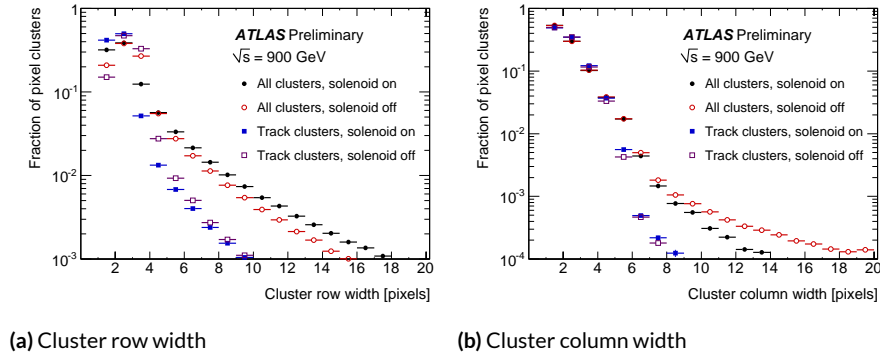 Fraction of pixel clusters
1
10-1
10-2
10-3
2 4 6 8 10 12 14 16 18 20
Cluster row width [pixels]
ATLAS Preliminary
√s = 900 GeV
All clusters, solenoid on
All clusters, solenoid off
Track clusters, solenoid on
Track clusters, solenoid off
(a) Cluster row width
Fraction of pixel clusters
1
10-1
10-2
10-3
10-4
2 4 6 8 10 12 14 16 18 20
Cluster column width [pixels]
ATLAS Preliminary
√s = 900 GeV
All clusters, solenoid on
All clusters, solenoid off
Track clusters, solenoid on
Track clusters, solenoid off
(b) Cluster column width